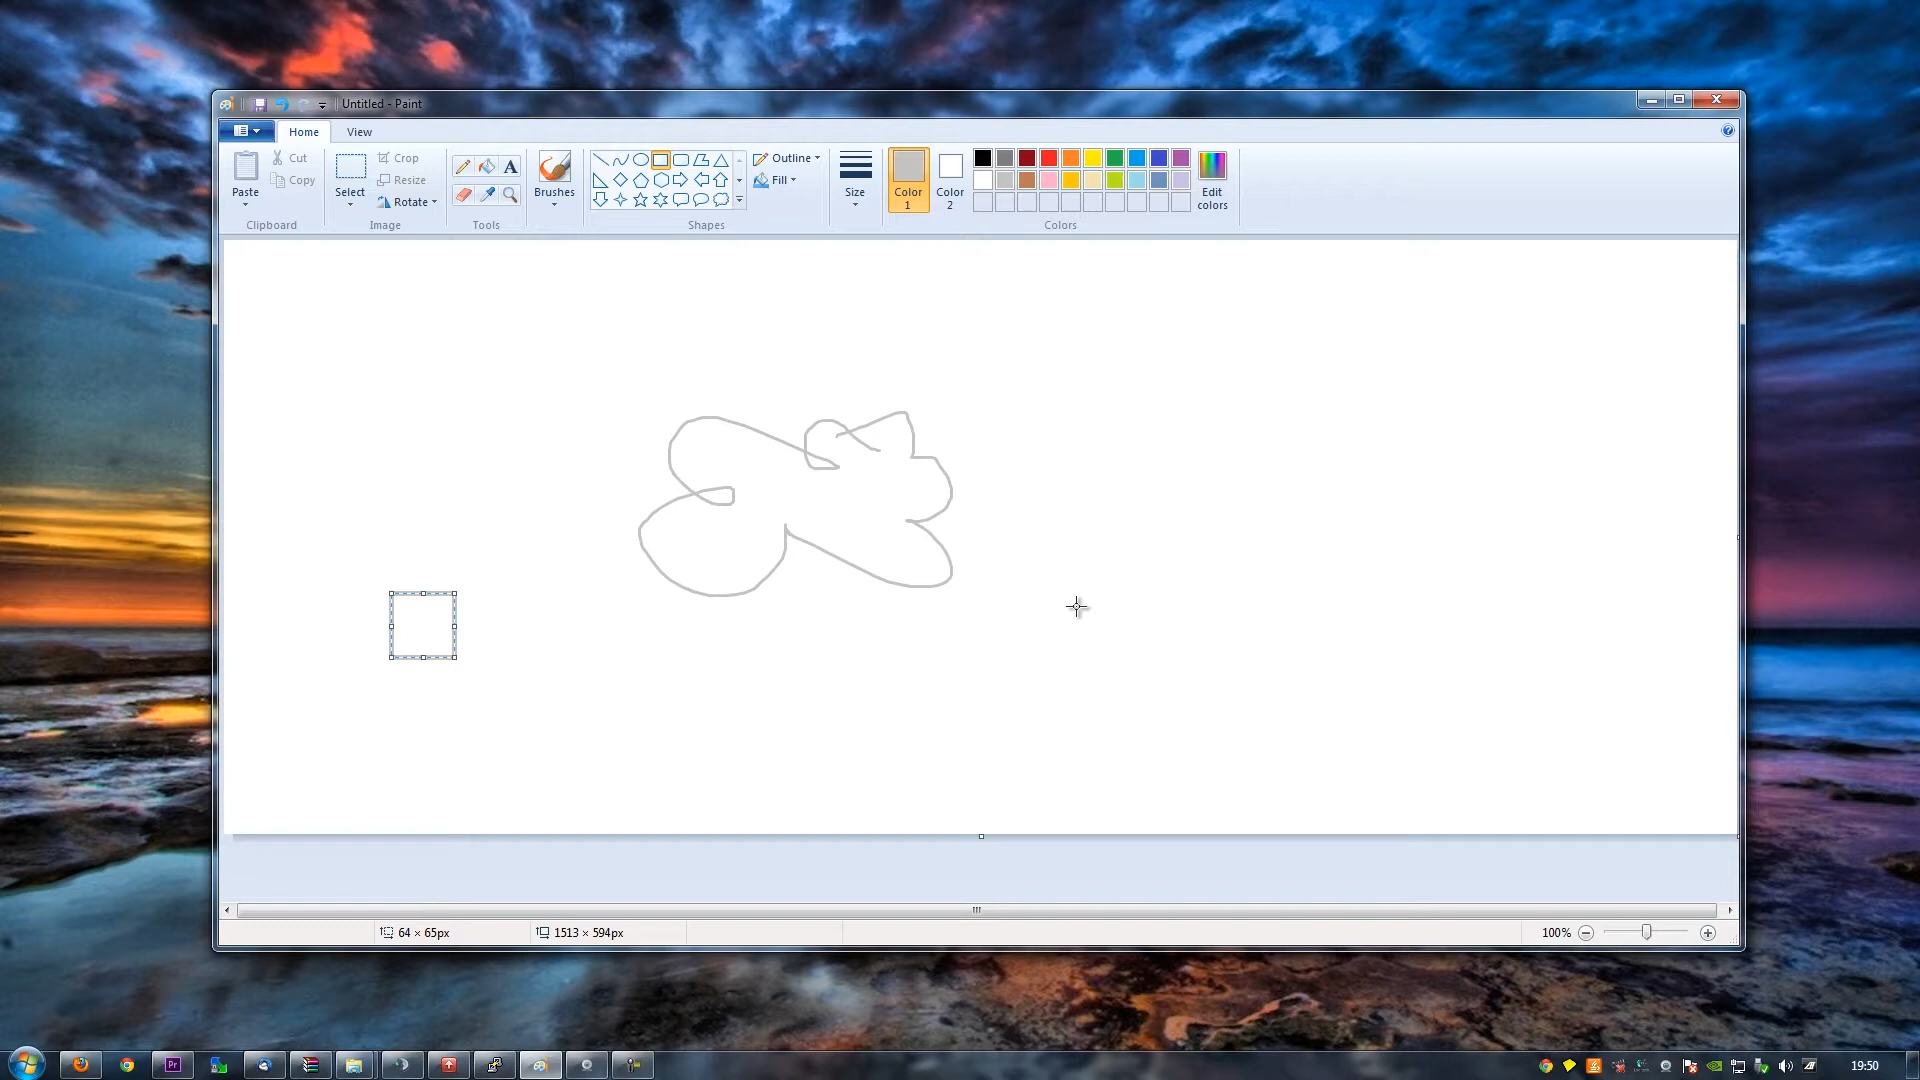 Untitled - Paint
Home View
Paste Cut Copy
Select Crop Resize Rotate
A
Brushes
Outline Fill
Size
Color 1
Color 2
Edit colors
Clipboard Image Tools Shapes Colors
64 × 65px 1513 × 594px 100%
Pr 19:50